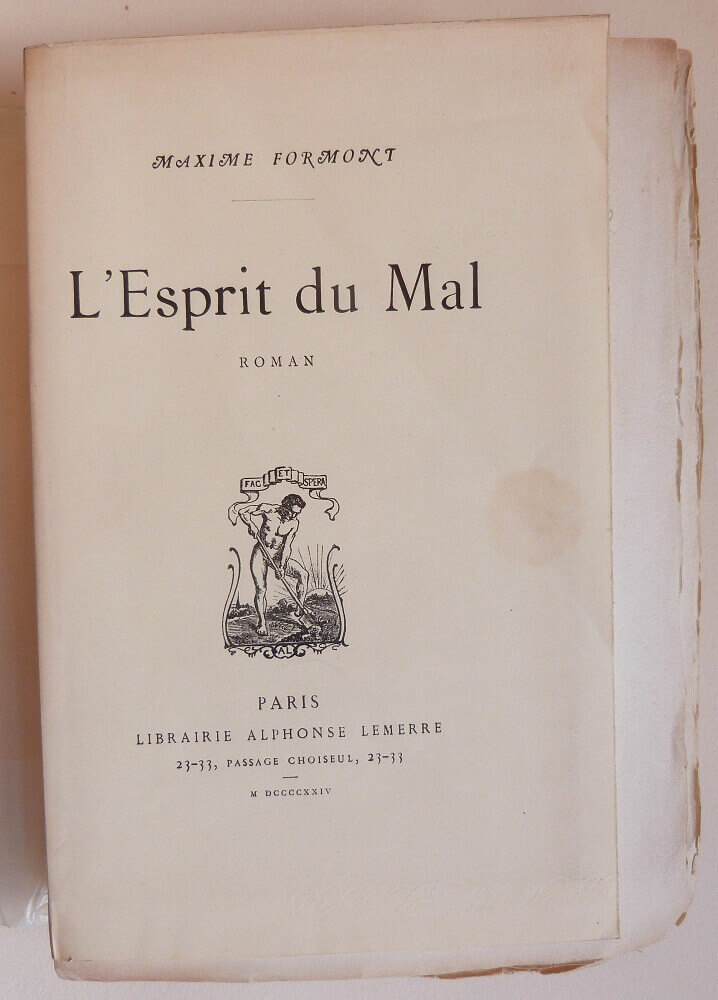 MAXIME FORMONT
L'Esprit du Mal
ROMAN
FAC ET SPERA
AL
PARIS
LIBRAIRIE ALPHONSE LEMERRE
23-33, PASSAGE CHOISEUL, 23-33
M DCCCCXXIV